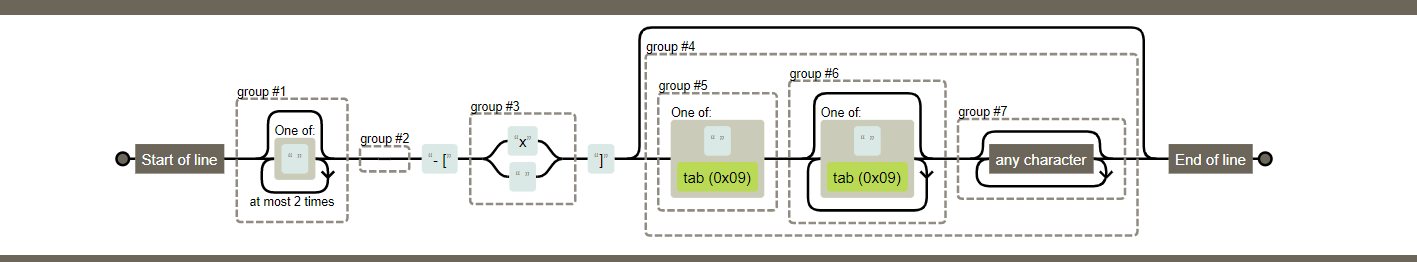 group #1
One of:
“ ”
at most 2 times
Start of line
group #2
“- [”
group #3
“x”
“ ”
“]”
group #4
group #5
One of:
“ ”
tab (0x09)
group #6
One of:
“ ”
tab (0x09)
group #7
any character
End of line